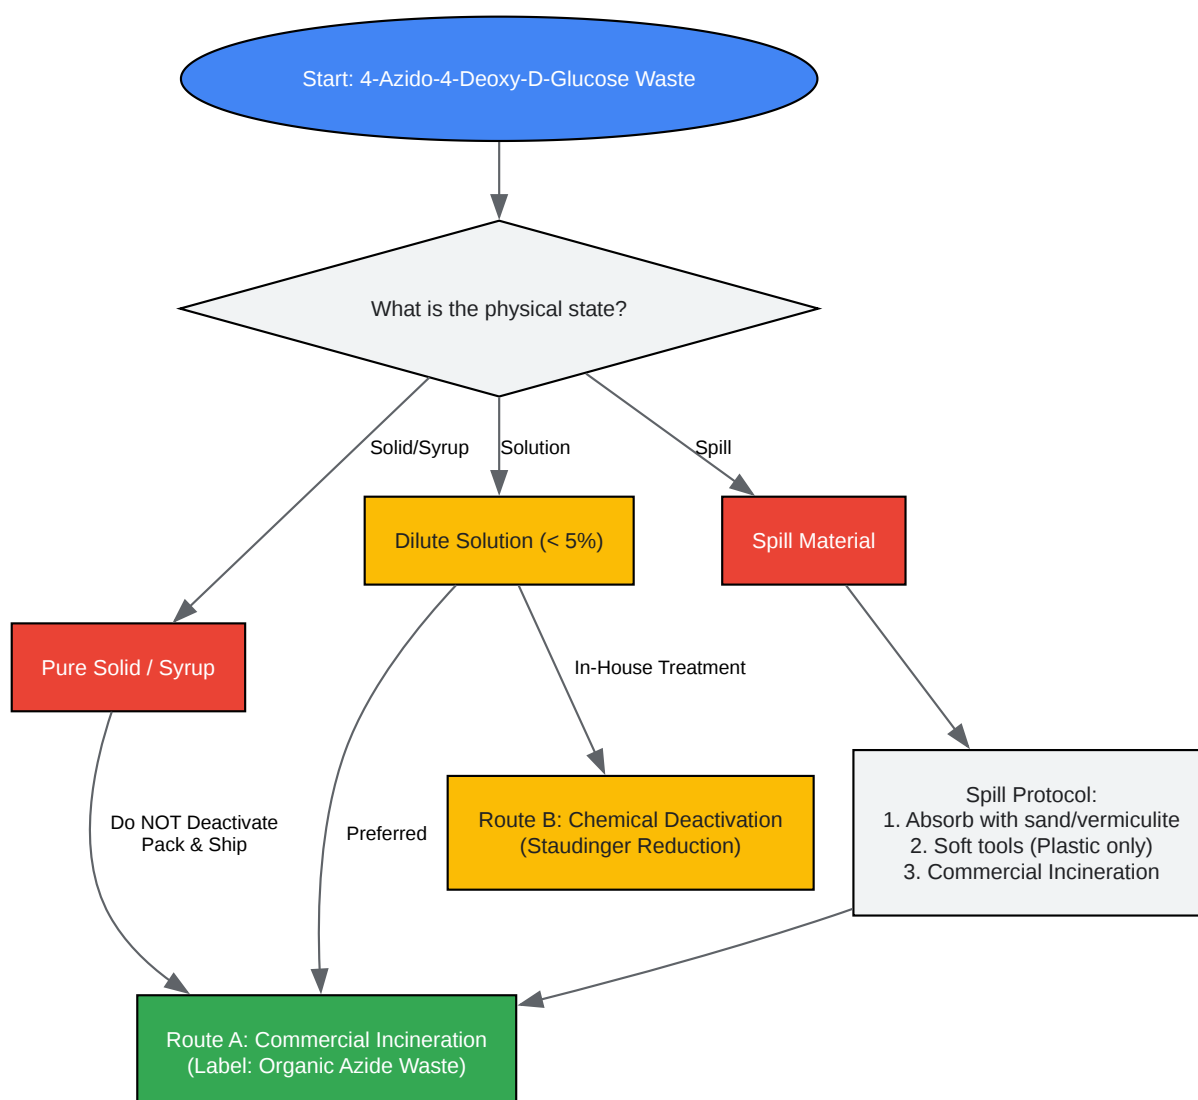 Start: 4-Azido-4-Deoxy-D-Glucose Waste
What is the physical state?
Solid/Syrup
Solution
Spill
Dilute Solution (< 5%)
Spill Material
Pure Solid / Syrup
In-House Treatment
Do NOT Deactivate
Pack & Ship
Preferred
Route B: Chemical Deactivation
(Staudinger Reduction)
Spill Protocol:
1. Absorb with sand/vermiculite
2. Soft tools (Plastic only)
3. Commercial Incineration
Route A: Commercial Incineration
(Label: Organic Azide Waste)